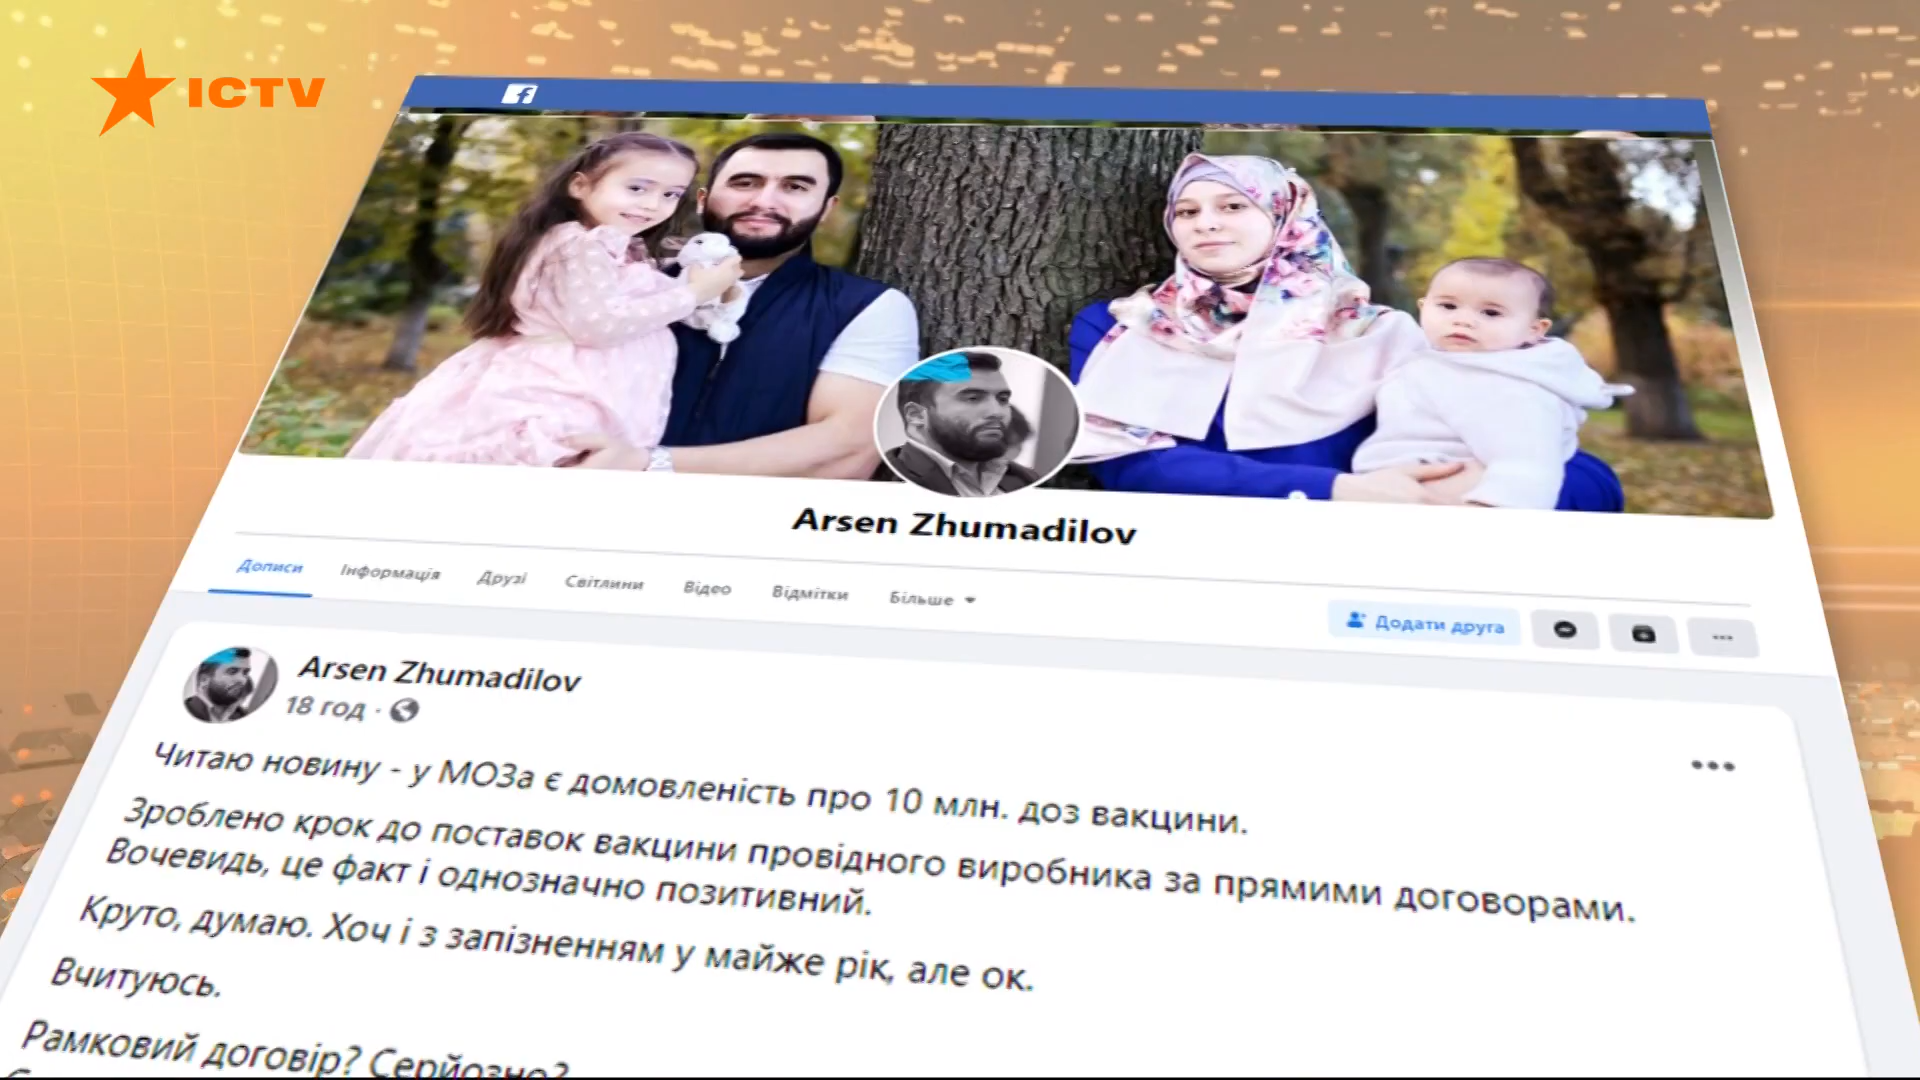 ICTV
Arsen Zhumadilov
Дописи Інформація Друзі Світлини Відео Відмітки Більше
Додати друга
Arsen Zhumadilov
18 год
Читаю новину - у МОЗа є домовленість про 10 млн. доз вакцини.
Зроблено крок до поставок вакцини провідного виробника за прямими договорами.
Вочевидь, це факт і однозначно позитивний.
Круто, думаю. Хоч і з запізненням у майже рік, але ок.
Вчитуюсь.
Рамковий договір? Серйозно?